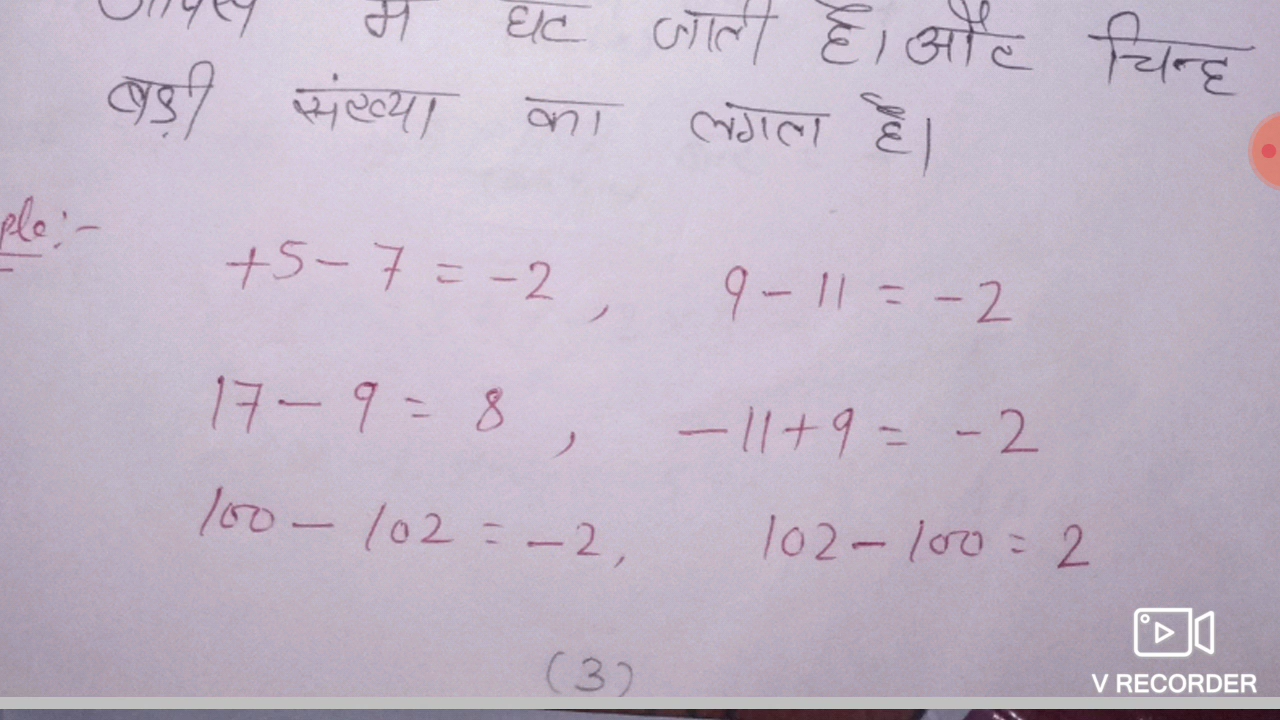 में घट जाती है। और चिन्ह
बड़ी संख्या का लगता है।
ple:-
+5-7 = -2, 9-11 = -2
17-9 = 8, -11+9 = -2
100-102 = -2, 102-100 = 2
(3)
V RECORDER